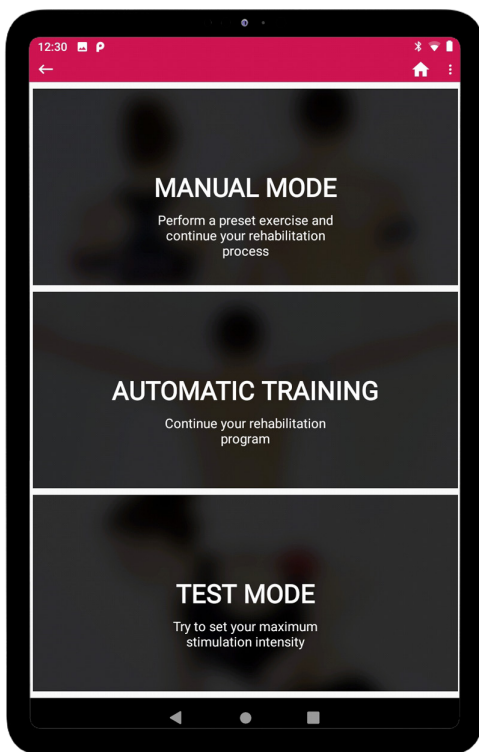 12:30
MANUAL MODE
Perform a preset exercise and
continue your rehabilitation
process
AUTOMATIC TRAINING
Continue your rehabilitation
program
TEST MODE
Try to set your maximum
stimulation intensity